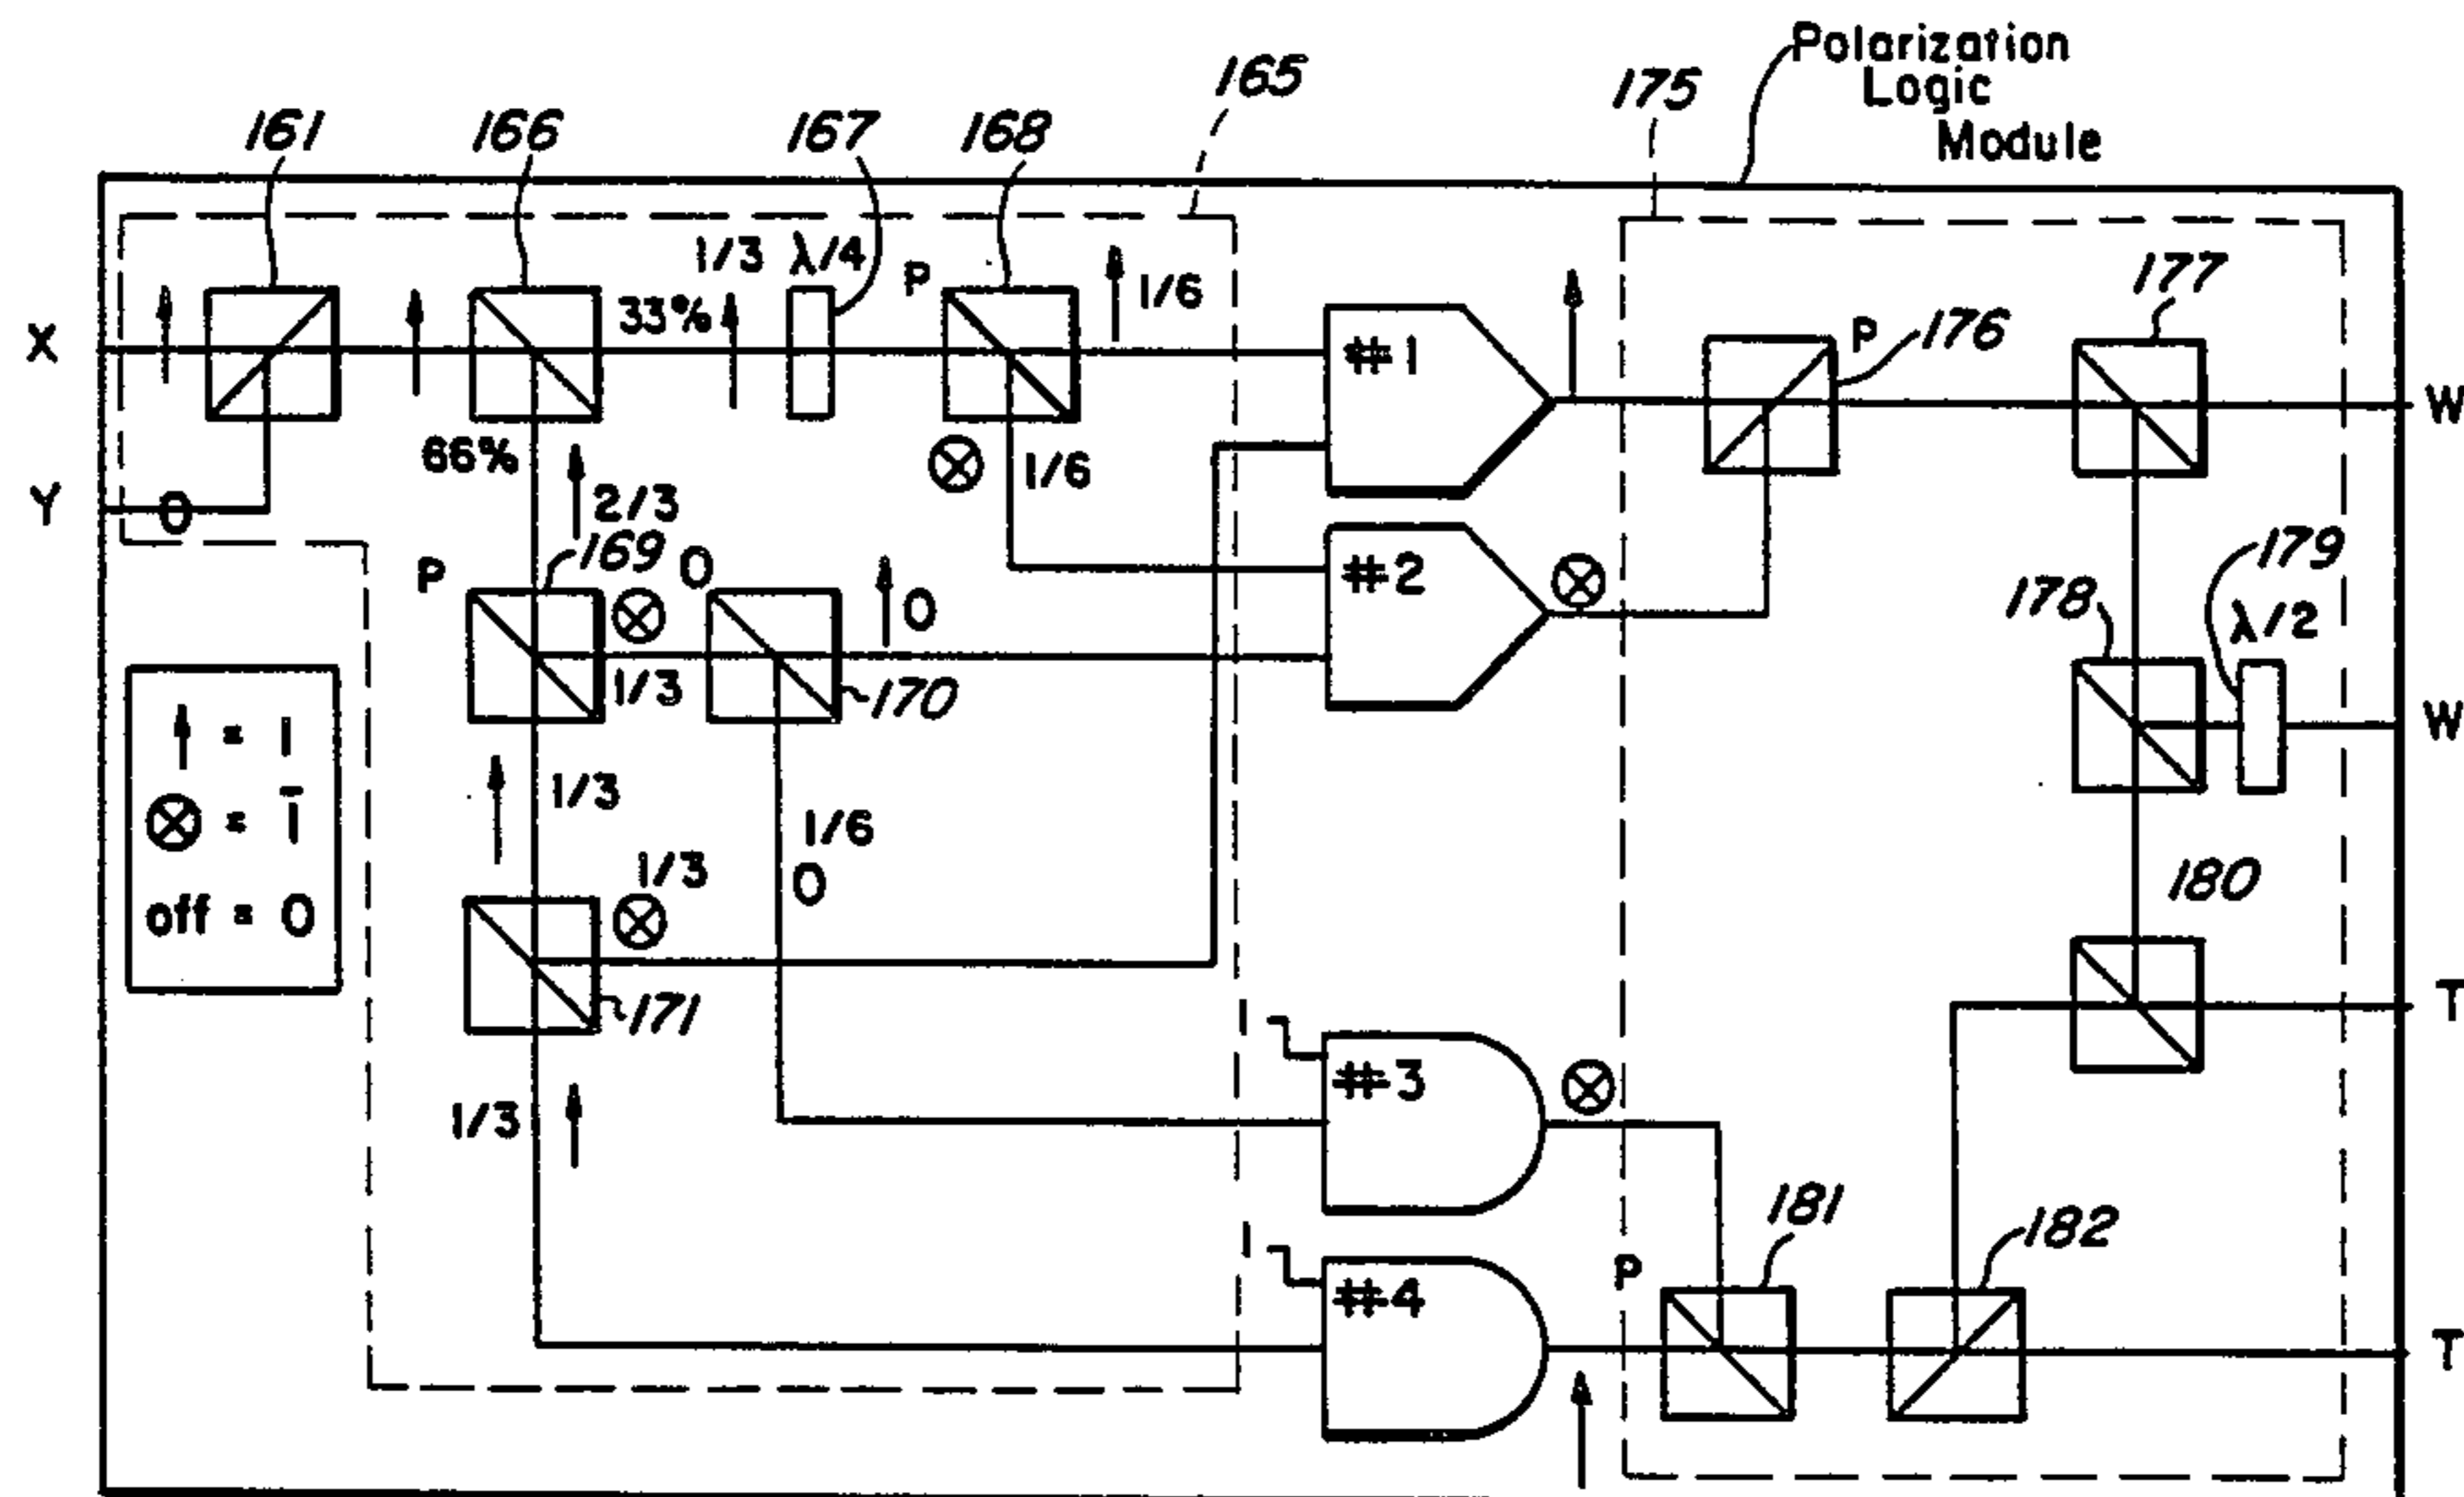 Polarization
Logic
Module
165
175
161
166
167
168
177
1/3 λ/4
P
1/6
33%
X
#1
P
176
W
66%
⊗
1/6
Y
0
2/3
169
0
P
⊗
0
#2
⊗
179
178
λ/2
1/3
170
W
↑ = 1
1/3
⊗ = 1̄
1/6
180
1/3
0
off = 0
⊗
171
1
T
1/3
#3
⊗
181
182
1
P
#4
T